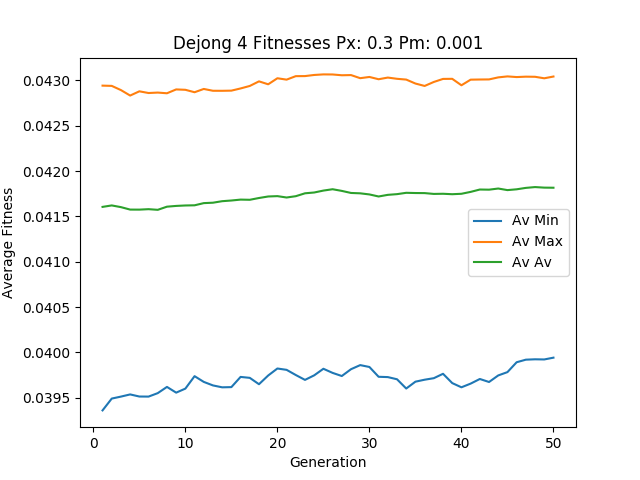 Dejong 4 Fitnesses Px: 0.3 Pm: 0.001
Average Fitness
0.0430
0.0425
0.0420
0.0415
0.0410
0.0405
0.0400
0.0395
Av Min
Av Max
Av Av
0 10 20 30 40 50
Generation